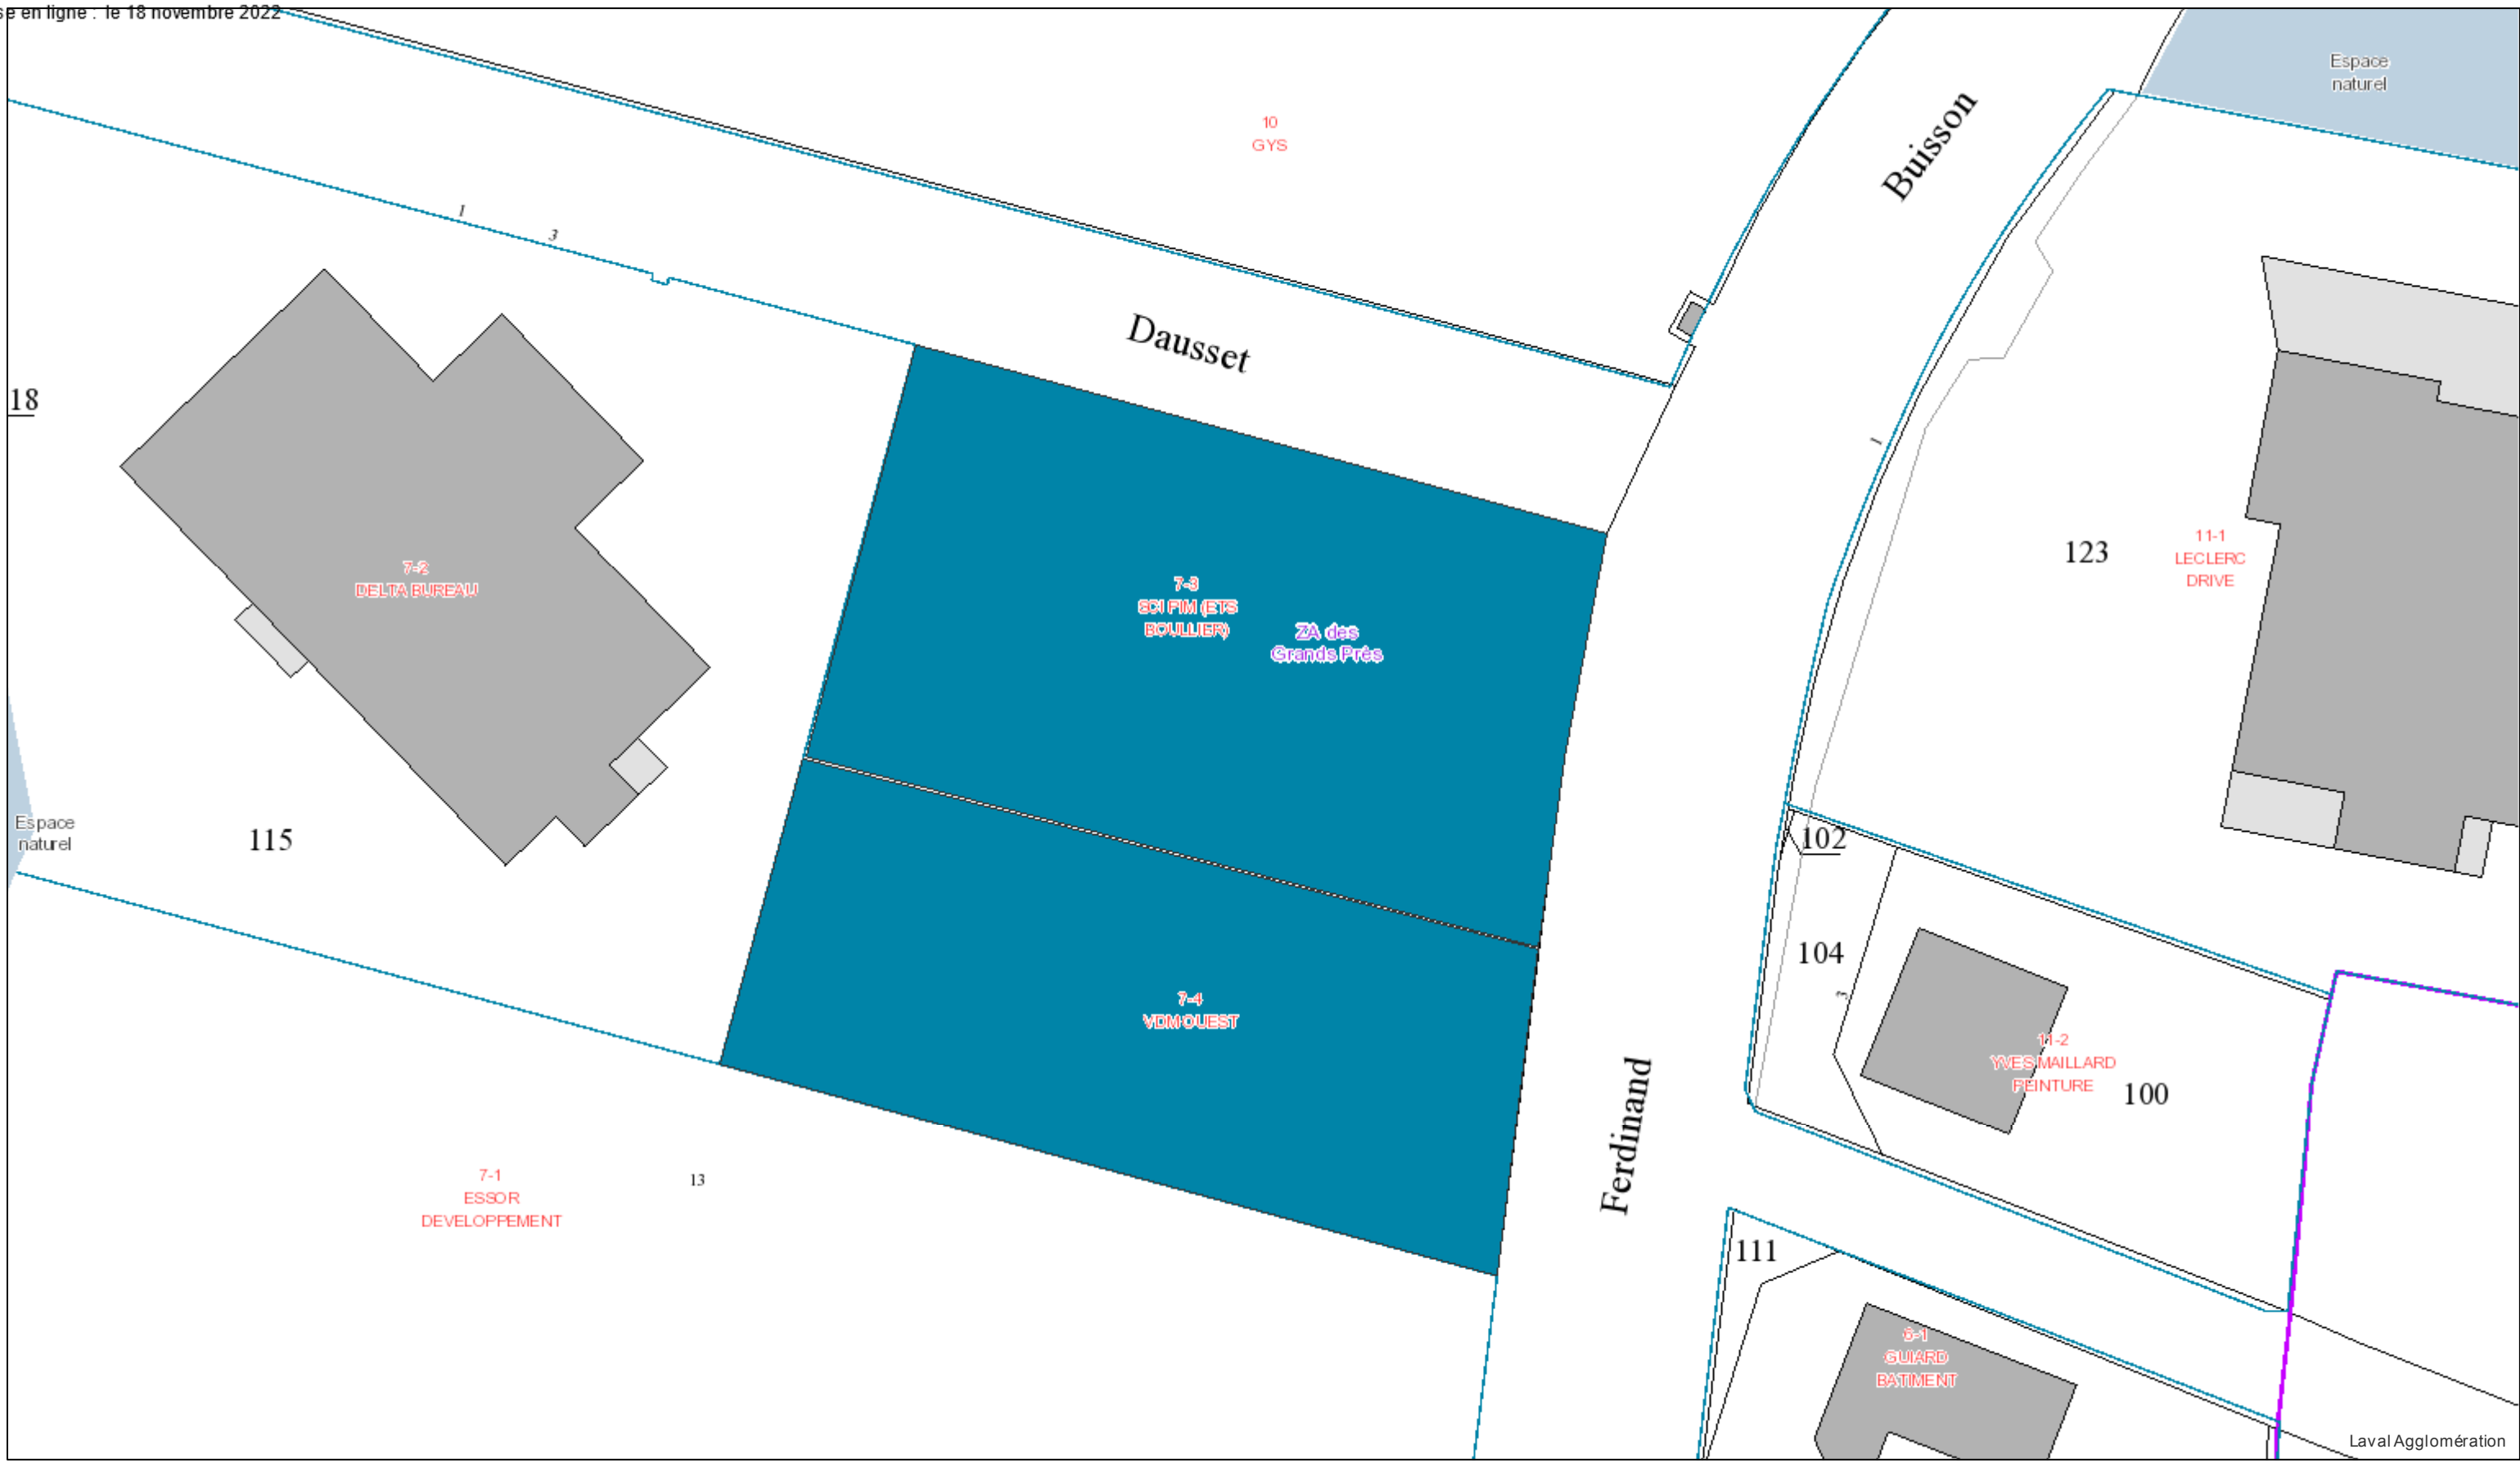 se en ligne : le 18 novembre 2022
Espace
naturel
10
GYS
Buisson
1
3
Dausset
18
1
123
11-1
LECLERC
DRIVE
7-2
DELTA BUREAU
7-3
SCI FIM (ETS
BOULLIER)
ZA des
Grands Prés
Espace
naturel
115
102
104
3
7-4
VDM OUEST
11-2
YVES MAILLARD
PEINTURE
100
Ferdinand
7-1
ESSOR
DEVELOPPEMENT
13
111
6-1
GUIARD
BATIMENT
Laval Agglomération